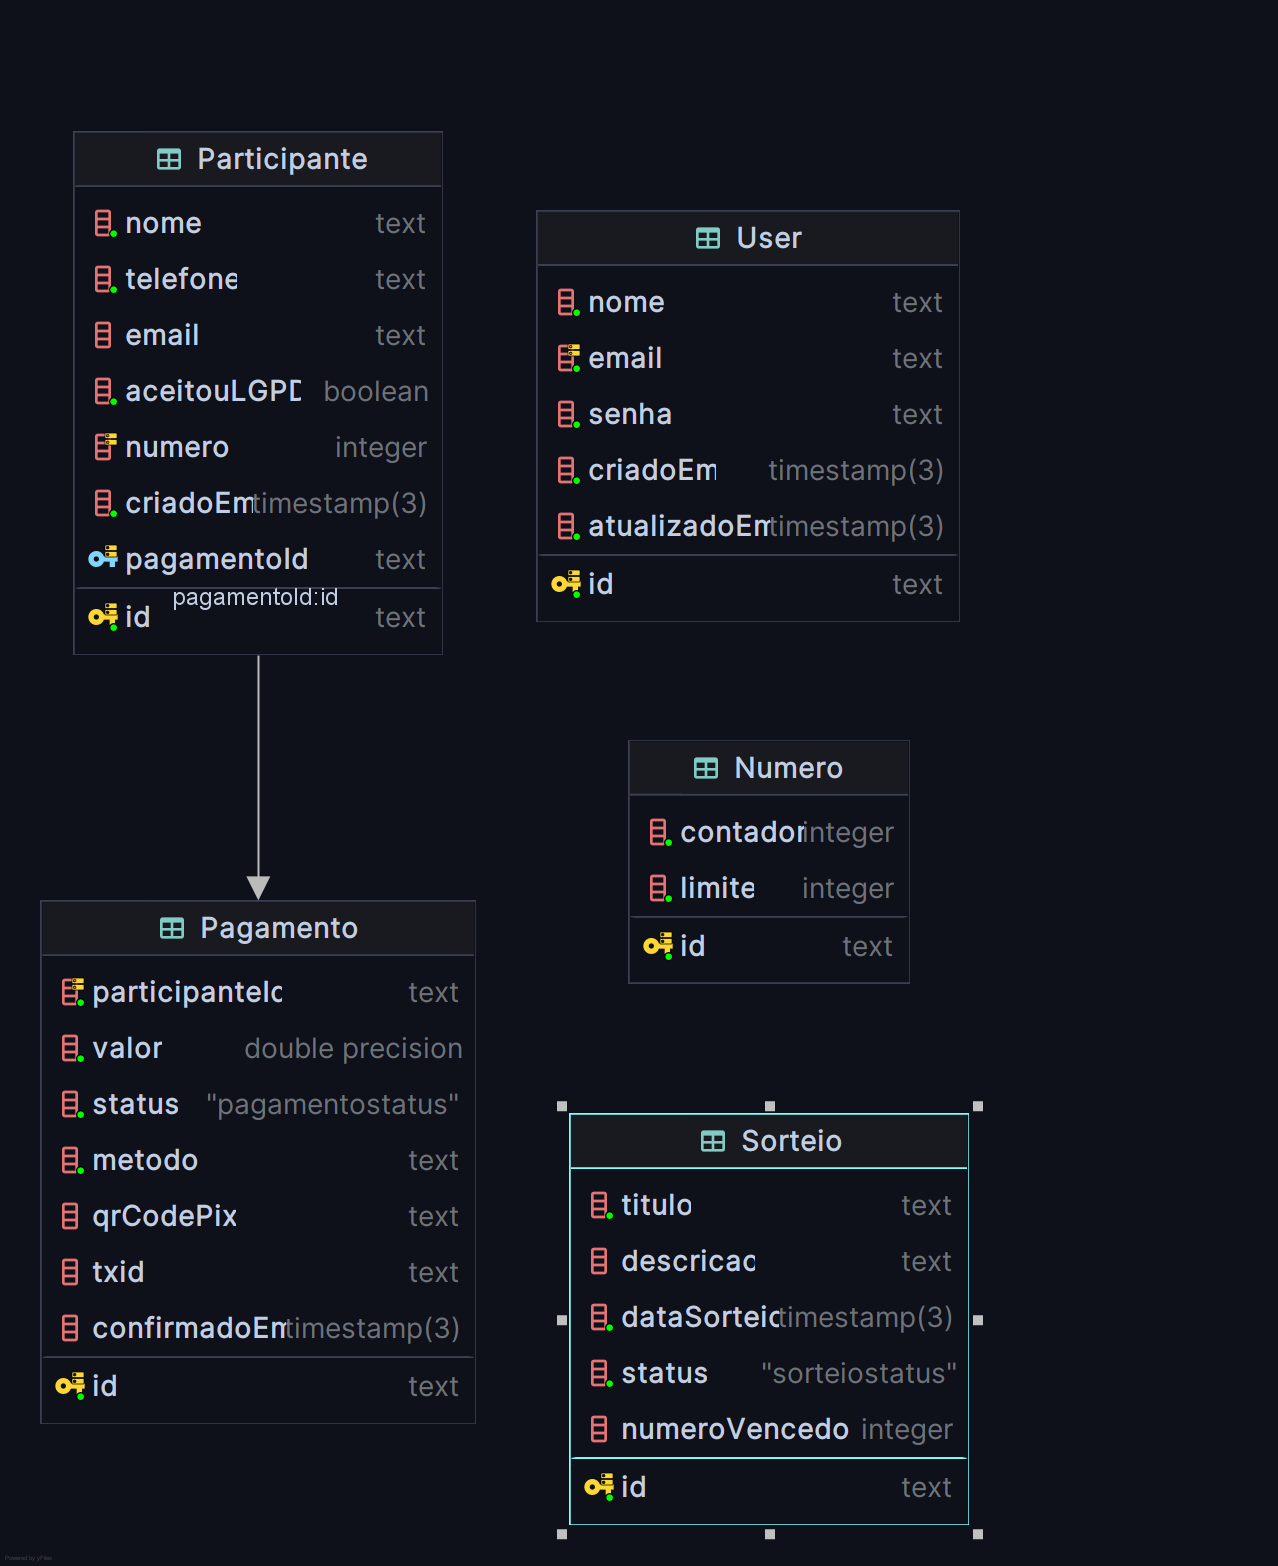 Participante
nome text
telefone text
email text
aceitouLGPD boolean
numero integer
criadoEm timestamp(3)
pagamentoId text
pagamentoId:id
id text
User
nome text
email text
senha text
criadoEm timestamp(3)
atualizadoEm timestamp(3)
id text
Numero
contador integer
limite integer
id text
Pagamento
participanteId text
valor double precision
status "pagamentostatus"
metodo text
qrCodePix text
txid text
confirmadoEm timestamp(3)
id text
Sorteio
titulo text
descricao text
dataSorteio timestamp(3)
status "sorteiostatus"
numeroVencedo integer
id text
Powered by yFiles